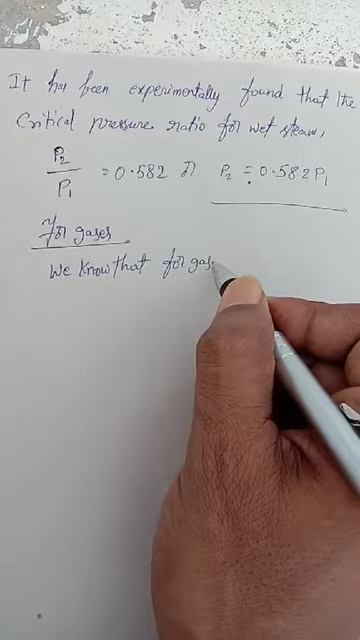 It has been experimentally found that the
critical pressure ratio for wet steam,
P2/P1 = 0.582 or P2 = 0.582 P1
For gases
We know that for gas